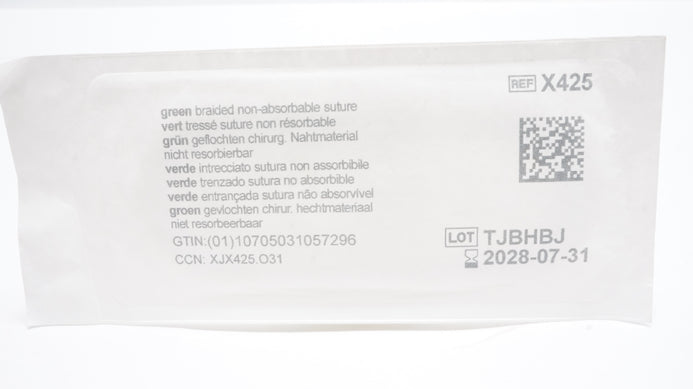 REF X425
green braided non-absorbable suture
vert tressé suture non résorbable
grün geflochten chirurg. Nahtmaterial
nicht resorbierbar
verde intrecciato sutura non assorbibile
verde trenzado sutura no absorbible
verde entrançada sutura não absorvível
groen gevlochten chirur. hechtmateriaal
niet resorbeerbaar
GTIN:(01)10705031057296
CCN: XJX425.O31
LOT TJBHBJ
2028-07-31